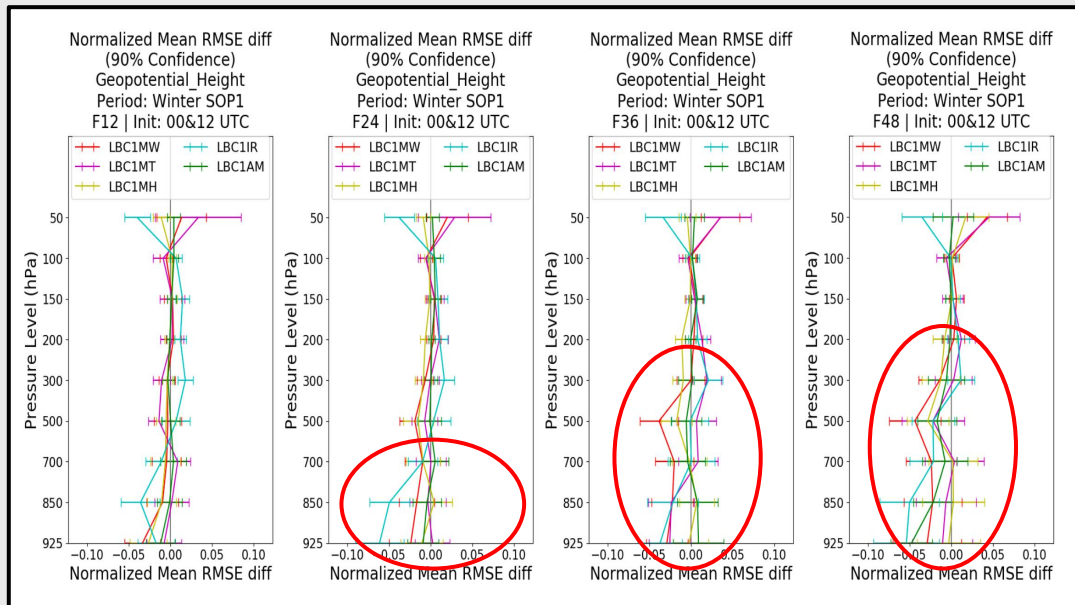 Normalized Mean RMSE diff
(90% Confidence)
Geopotential_Height
Period: Winter SOP1
F12 | Init: 00&12 UTC
LBC1MW
LBC1MT
LBC1MH
LBC1IR
LBC1AM
Pressure Level (hPa)
50
100
150
200
300
500
700
850
925
-0.10
-0.05
0.00
0.05
0.10
Normalized Mean RMSE diff
Normalized Mean RMSE diff
(90% Confidence)
Geopotential_Height
Period: Winter SOP1
F24 | Init: 00&12 UTC
LBC1MW
LBC1MT
LBC1MH
LBC1IR
LBC1AM
Pressure Level (hPa)
50
100
150
200
300
500
700
850
925
-0.10
-0.05
0.00
0.05
0.10
Normalized Mean RMSE diff
Normalized Mean RMSE diff
(90% Confidence)
Geopotential_Height
Period: Winter SOP1
F36 | Init: 00&12 UTC
LBC1MW
LBC1MT
LBC1MH
LBC1IR
LBC1AM
Pressure Level (hPa)
50
100
150
200
300
500
700
850
925
-0.10
-0.05
0.00
0.05
0.10
Normalized Mean RMSE diff
Normalized Mean RMSE diff
(90% Confidence)
Geopotential_Height
Period: Winter SOP1
F48 | Init: 00&12 UTC
LBC1MW
LBC1MT
LBC1MH
LBC1IR
LBC1AM
Pressure Level (hPa)
50
100
150
200
300
500
700
850
925
-0.10
-0.05
0.00
0.05
0.10
Normalized Mean RMSE diff